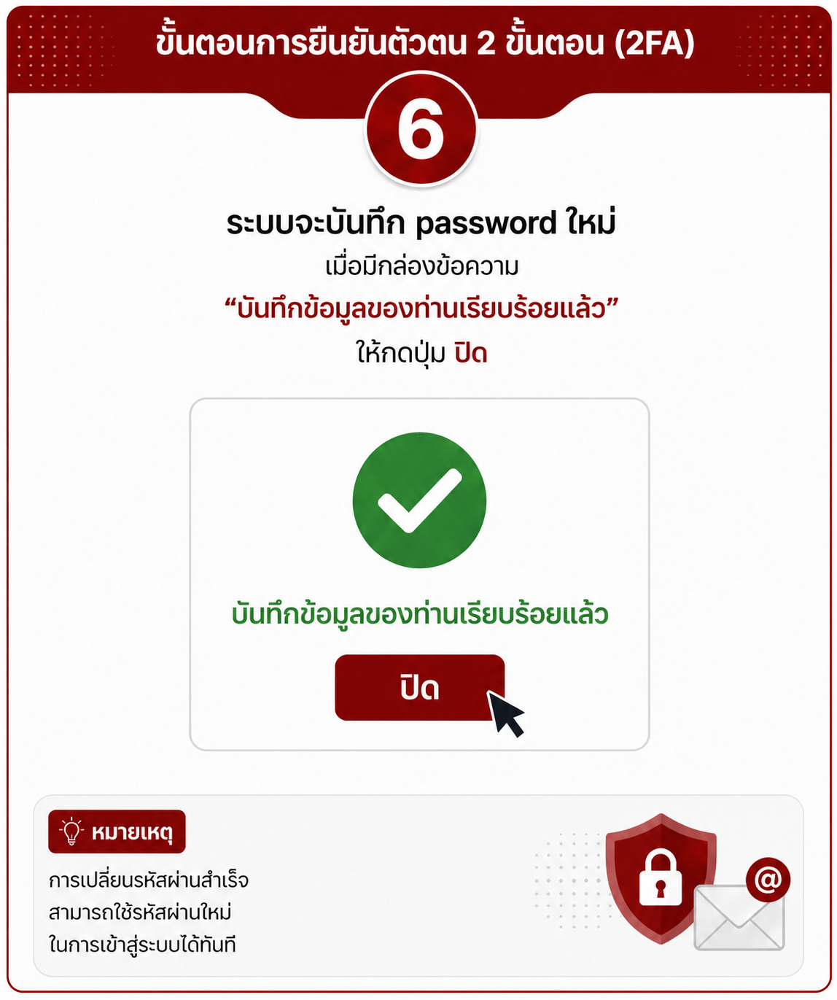 ขั้นตอนการยืนยันตัวตน 2 ขั้นตอน (2FA)
6
ระบบจะบันทึก password ใหม่
เมื่อมีกล่องข้อความ
“บันทึกข้อมูลของท่านเรียบร้อยแล้ว”
ให้กดปุ่ม ปิด
บันทึกข้อมูลของท่านเรียบร้อยแล้ว
ปิด
หมายเหตุ
การเปลี่ยนรหัสผ่านสำเร็จ
สามารถใช้รหัสผ่านใหม่
ในการเข้าสู่ระบบได้ทันที
@